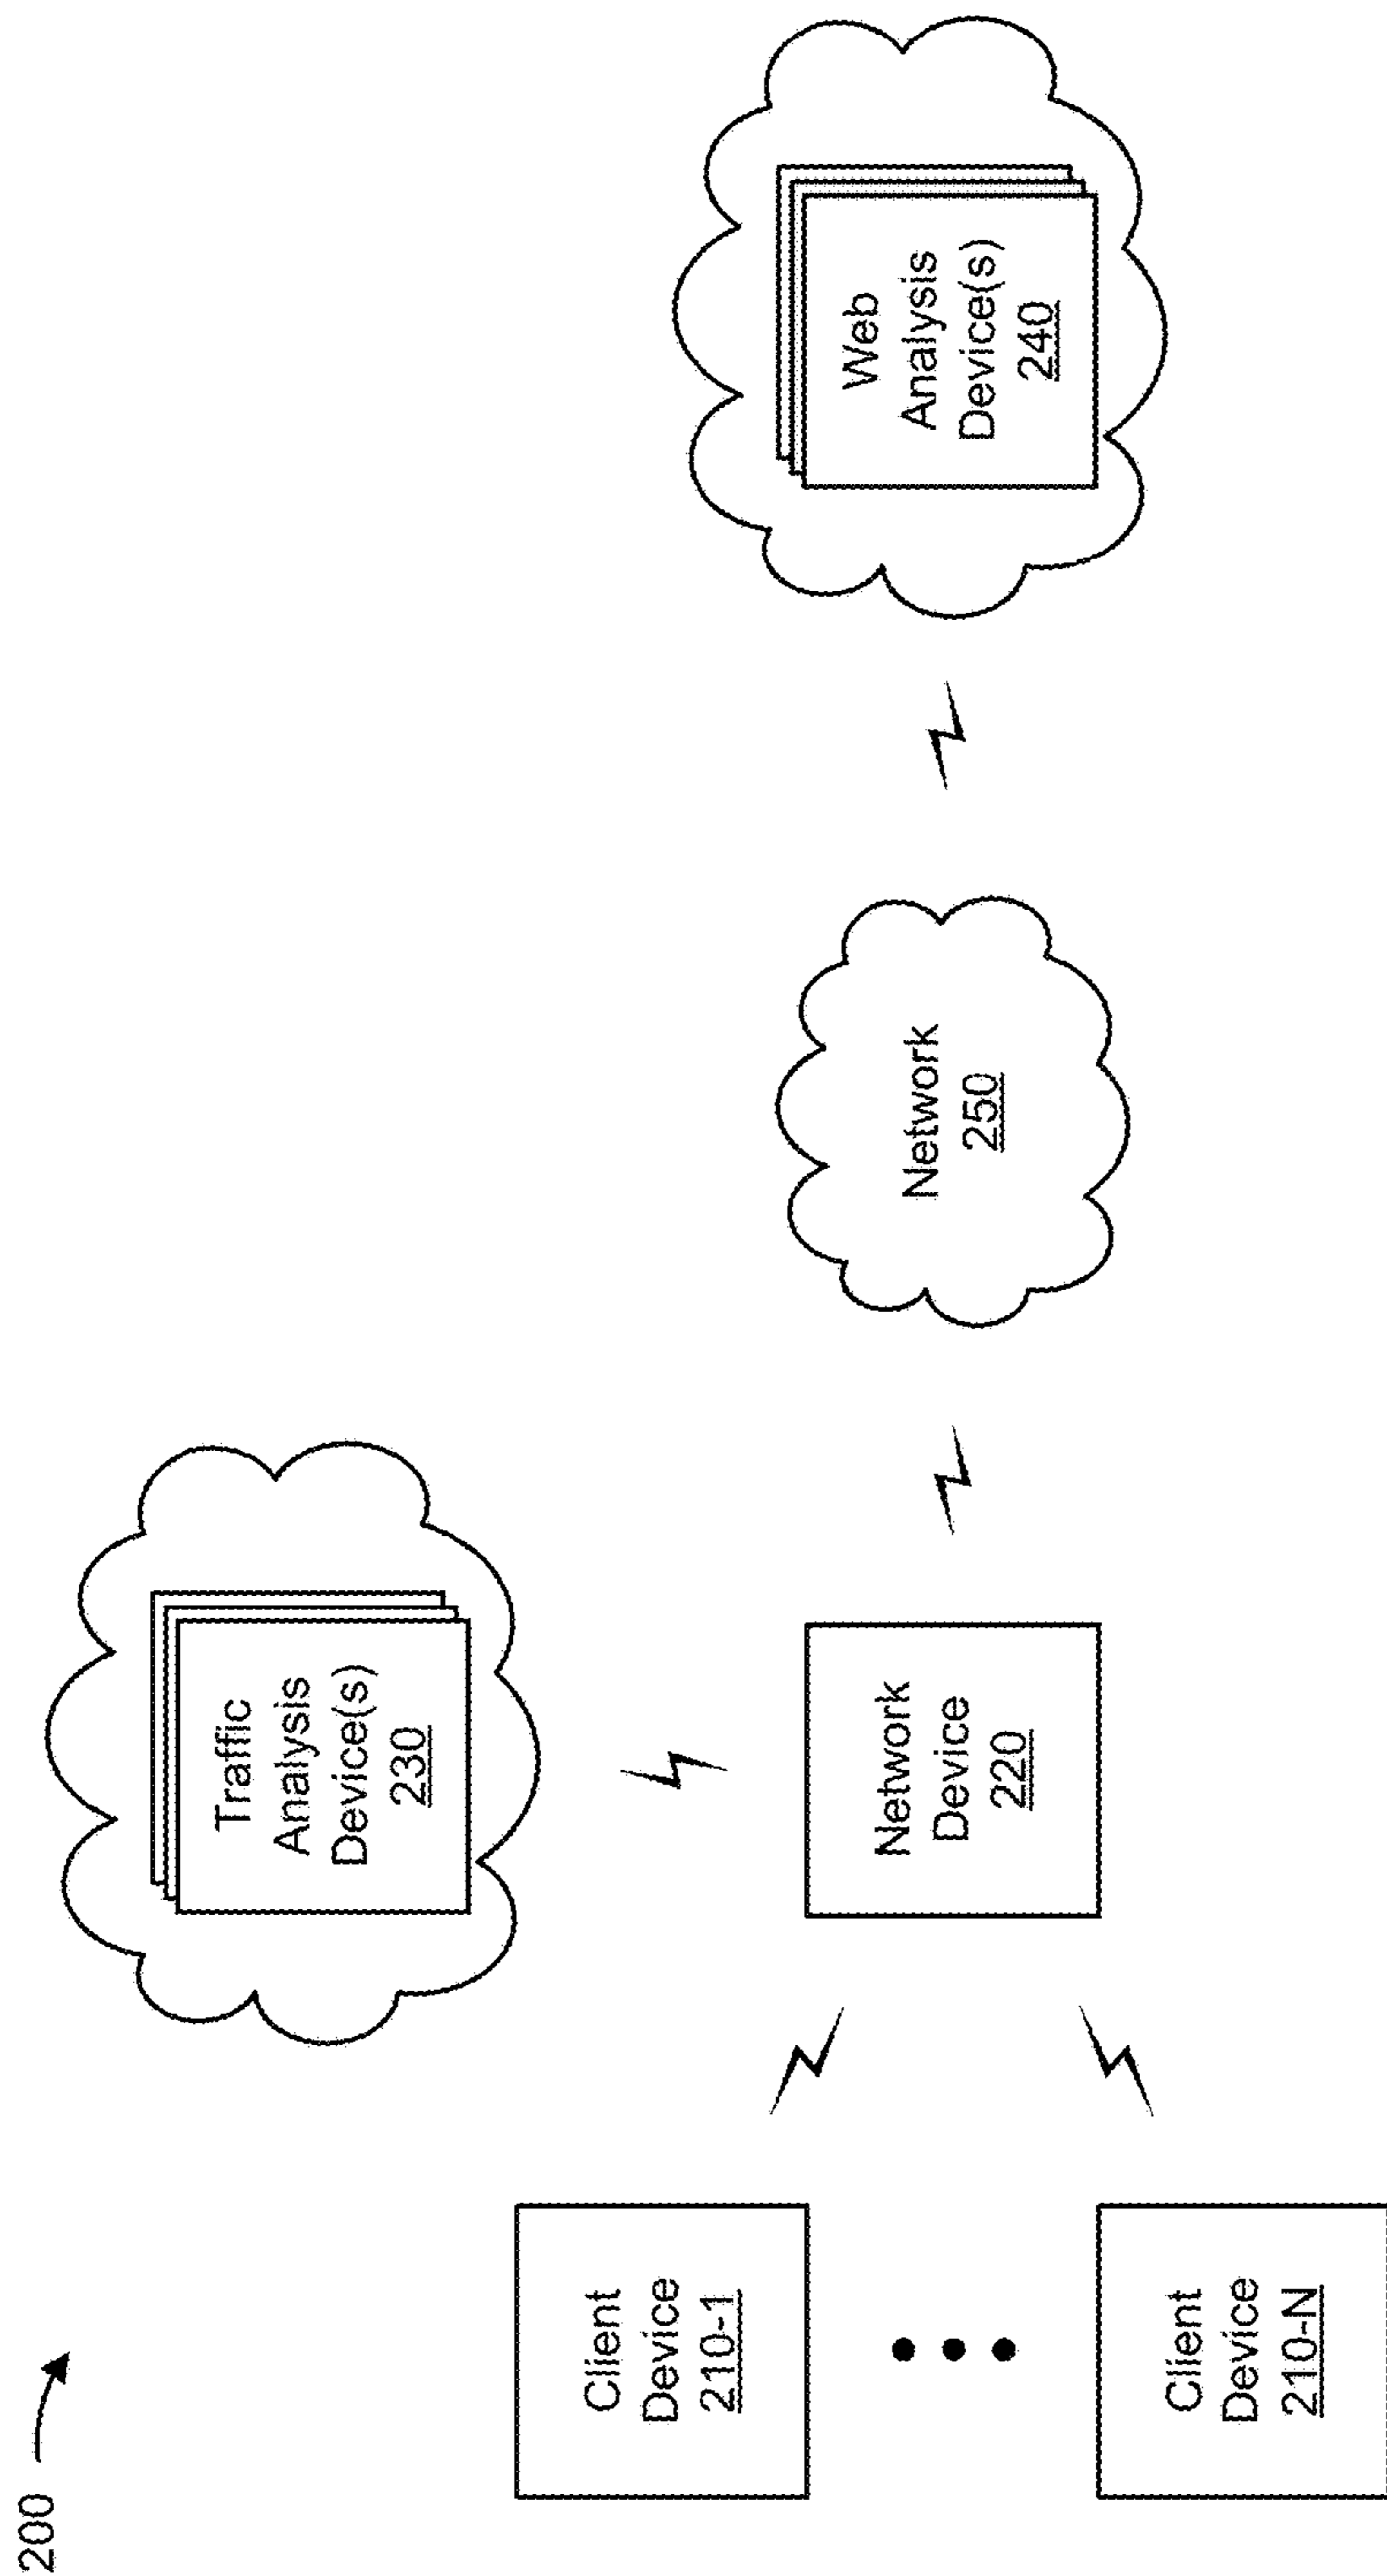 200
Traffic
Analysis
Device(s)
230
Client
Device
210-1
Network
Device
220
Network
250
Web
Analysis
Device(s)
240
Client
Device
210-N